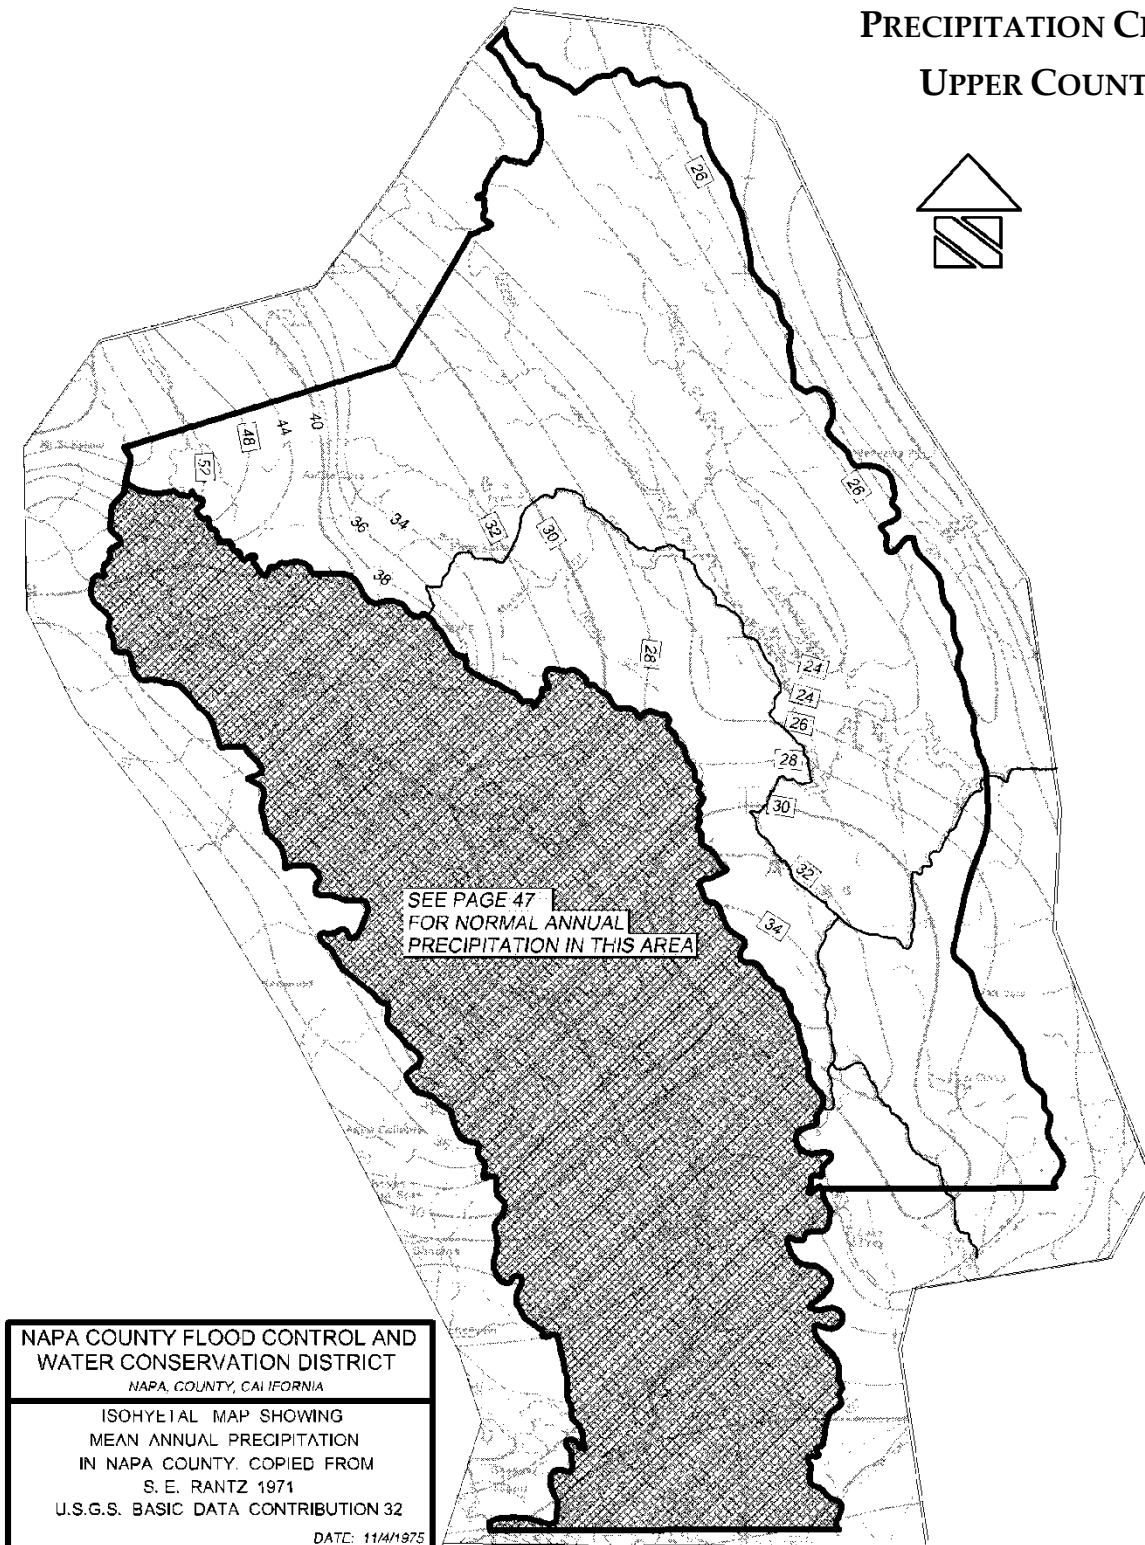 PRECIPITATION
UPPER COUNT
26
48
44
40
52
26
36
34
32
30
38
28
24
24
26
28
30
32
34
SEE PAGE 47
FOR NORMAL ANNUAL
PRECIPITATION IN THIS AREA
NAPA COUNTY FLOOD CONTROL AND
WATER CONSERVATION DISTRICT
NAPA, COUNTY, CALIFORNIA
ISOHYETAL MAP SHOWING
MEAN ANNUAL PRECIPITATION
IN NAPA COUNTY. COPIED FROM
S. E. RANTZ 1971
U.S.G.S. BASIC DATA CONTRIBUTION 32
DATE: 11/4/1975